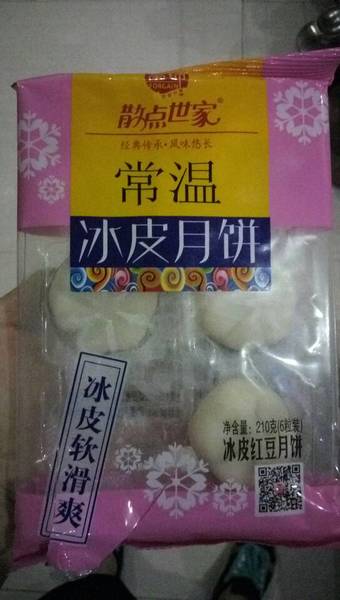 散点世家®
经典传承·风味悠长
常温
冰皮月饼
冰皮软滑爽
净含量：210克(6粒装)
冰皮红豆月饼